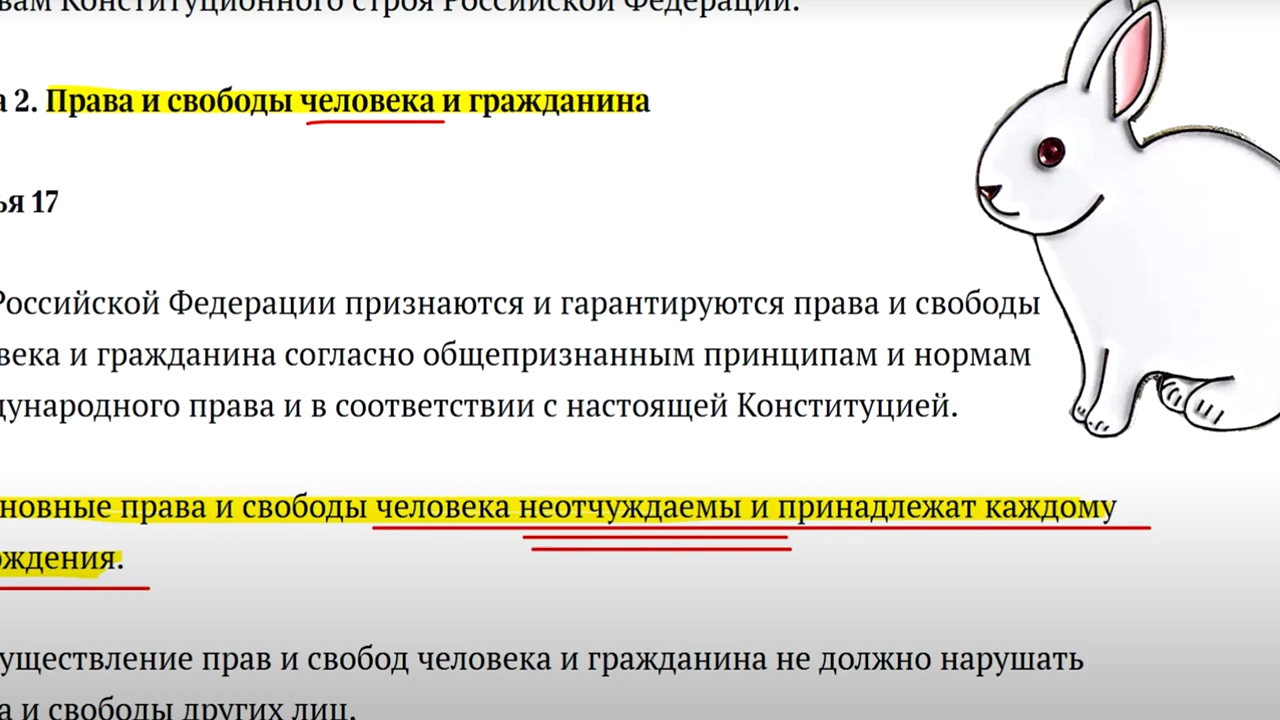 вам Конституционного строя Российской Федерации.
а 2. Права и свободы человека и гражданина
ья 17
Российской Федерации признаются и гарантируются права и свободы
века и гражданина согласно общепризнанным принципам и нормам
дународного права и в соответствии с настоящей Конституцией.
новные права и свободы человека неотчуждаемы и принадлежат каждому
ождения.
уществление прав и свобод человека и гражданина не должно нарушать
а и свободы других лиц.